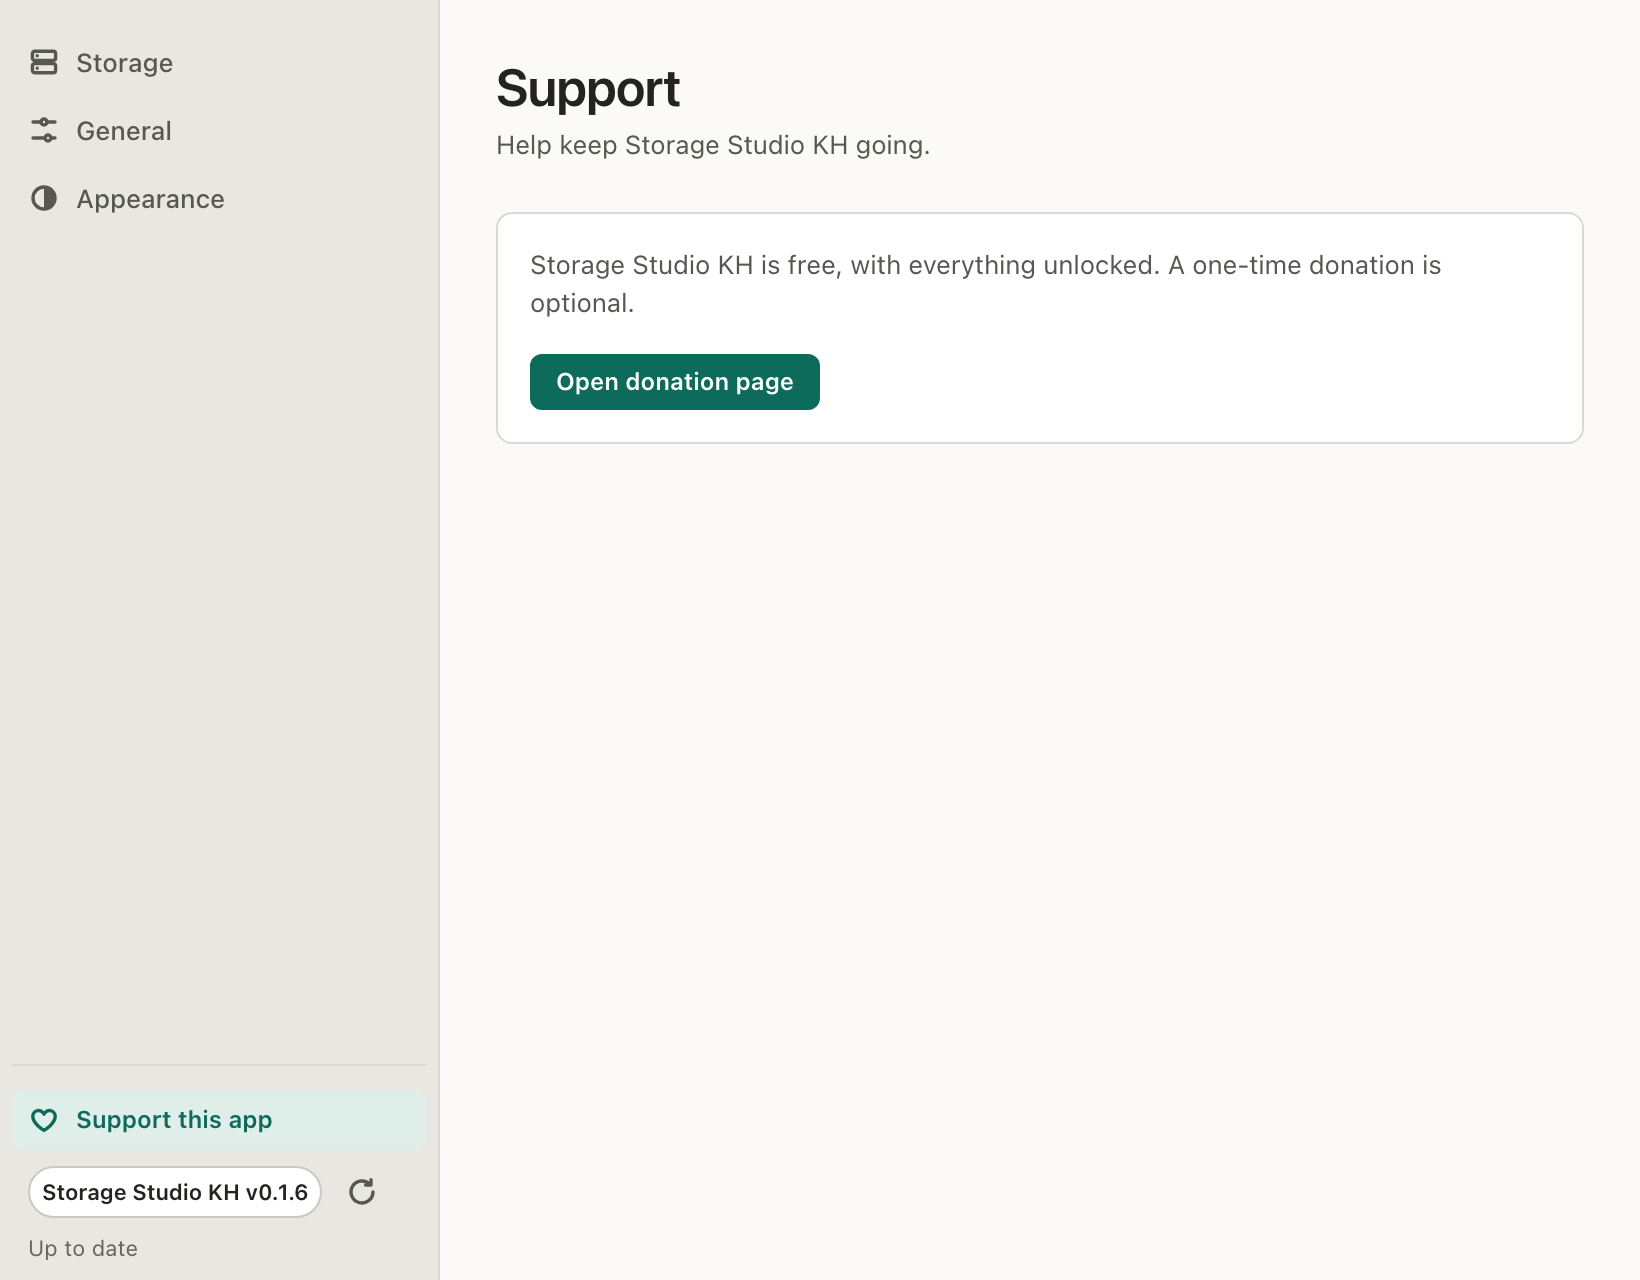 Storage
General
Appearance
Support this app
Storage Studio KH v0.1.6
Up to date
Support
Help keep Storage Studio KH going.
Storage Studio KH is free, with everything unlocked. A one-time donation is
optional.
Open donation page